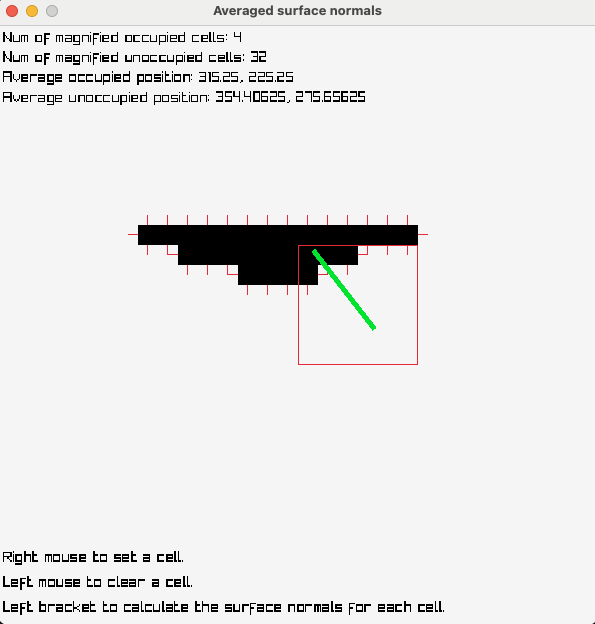 Averaged surface normals
Num of magnified occupied cells: 4
Num of magnified unoccupied cells: 32
Average occupied position: 315.25, 225.25
Average unoccupied position: 354.40625, 275.65625
Right mouse to set a cell.
Left mouse to clear a cell.
Left bracket to calculate the surface normals for each cell.